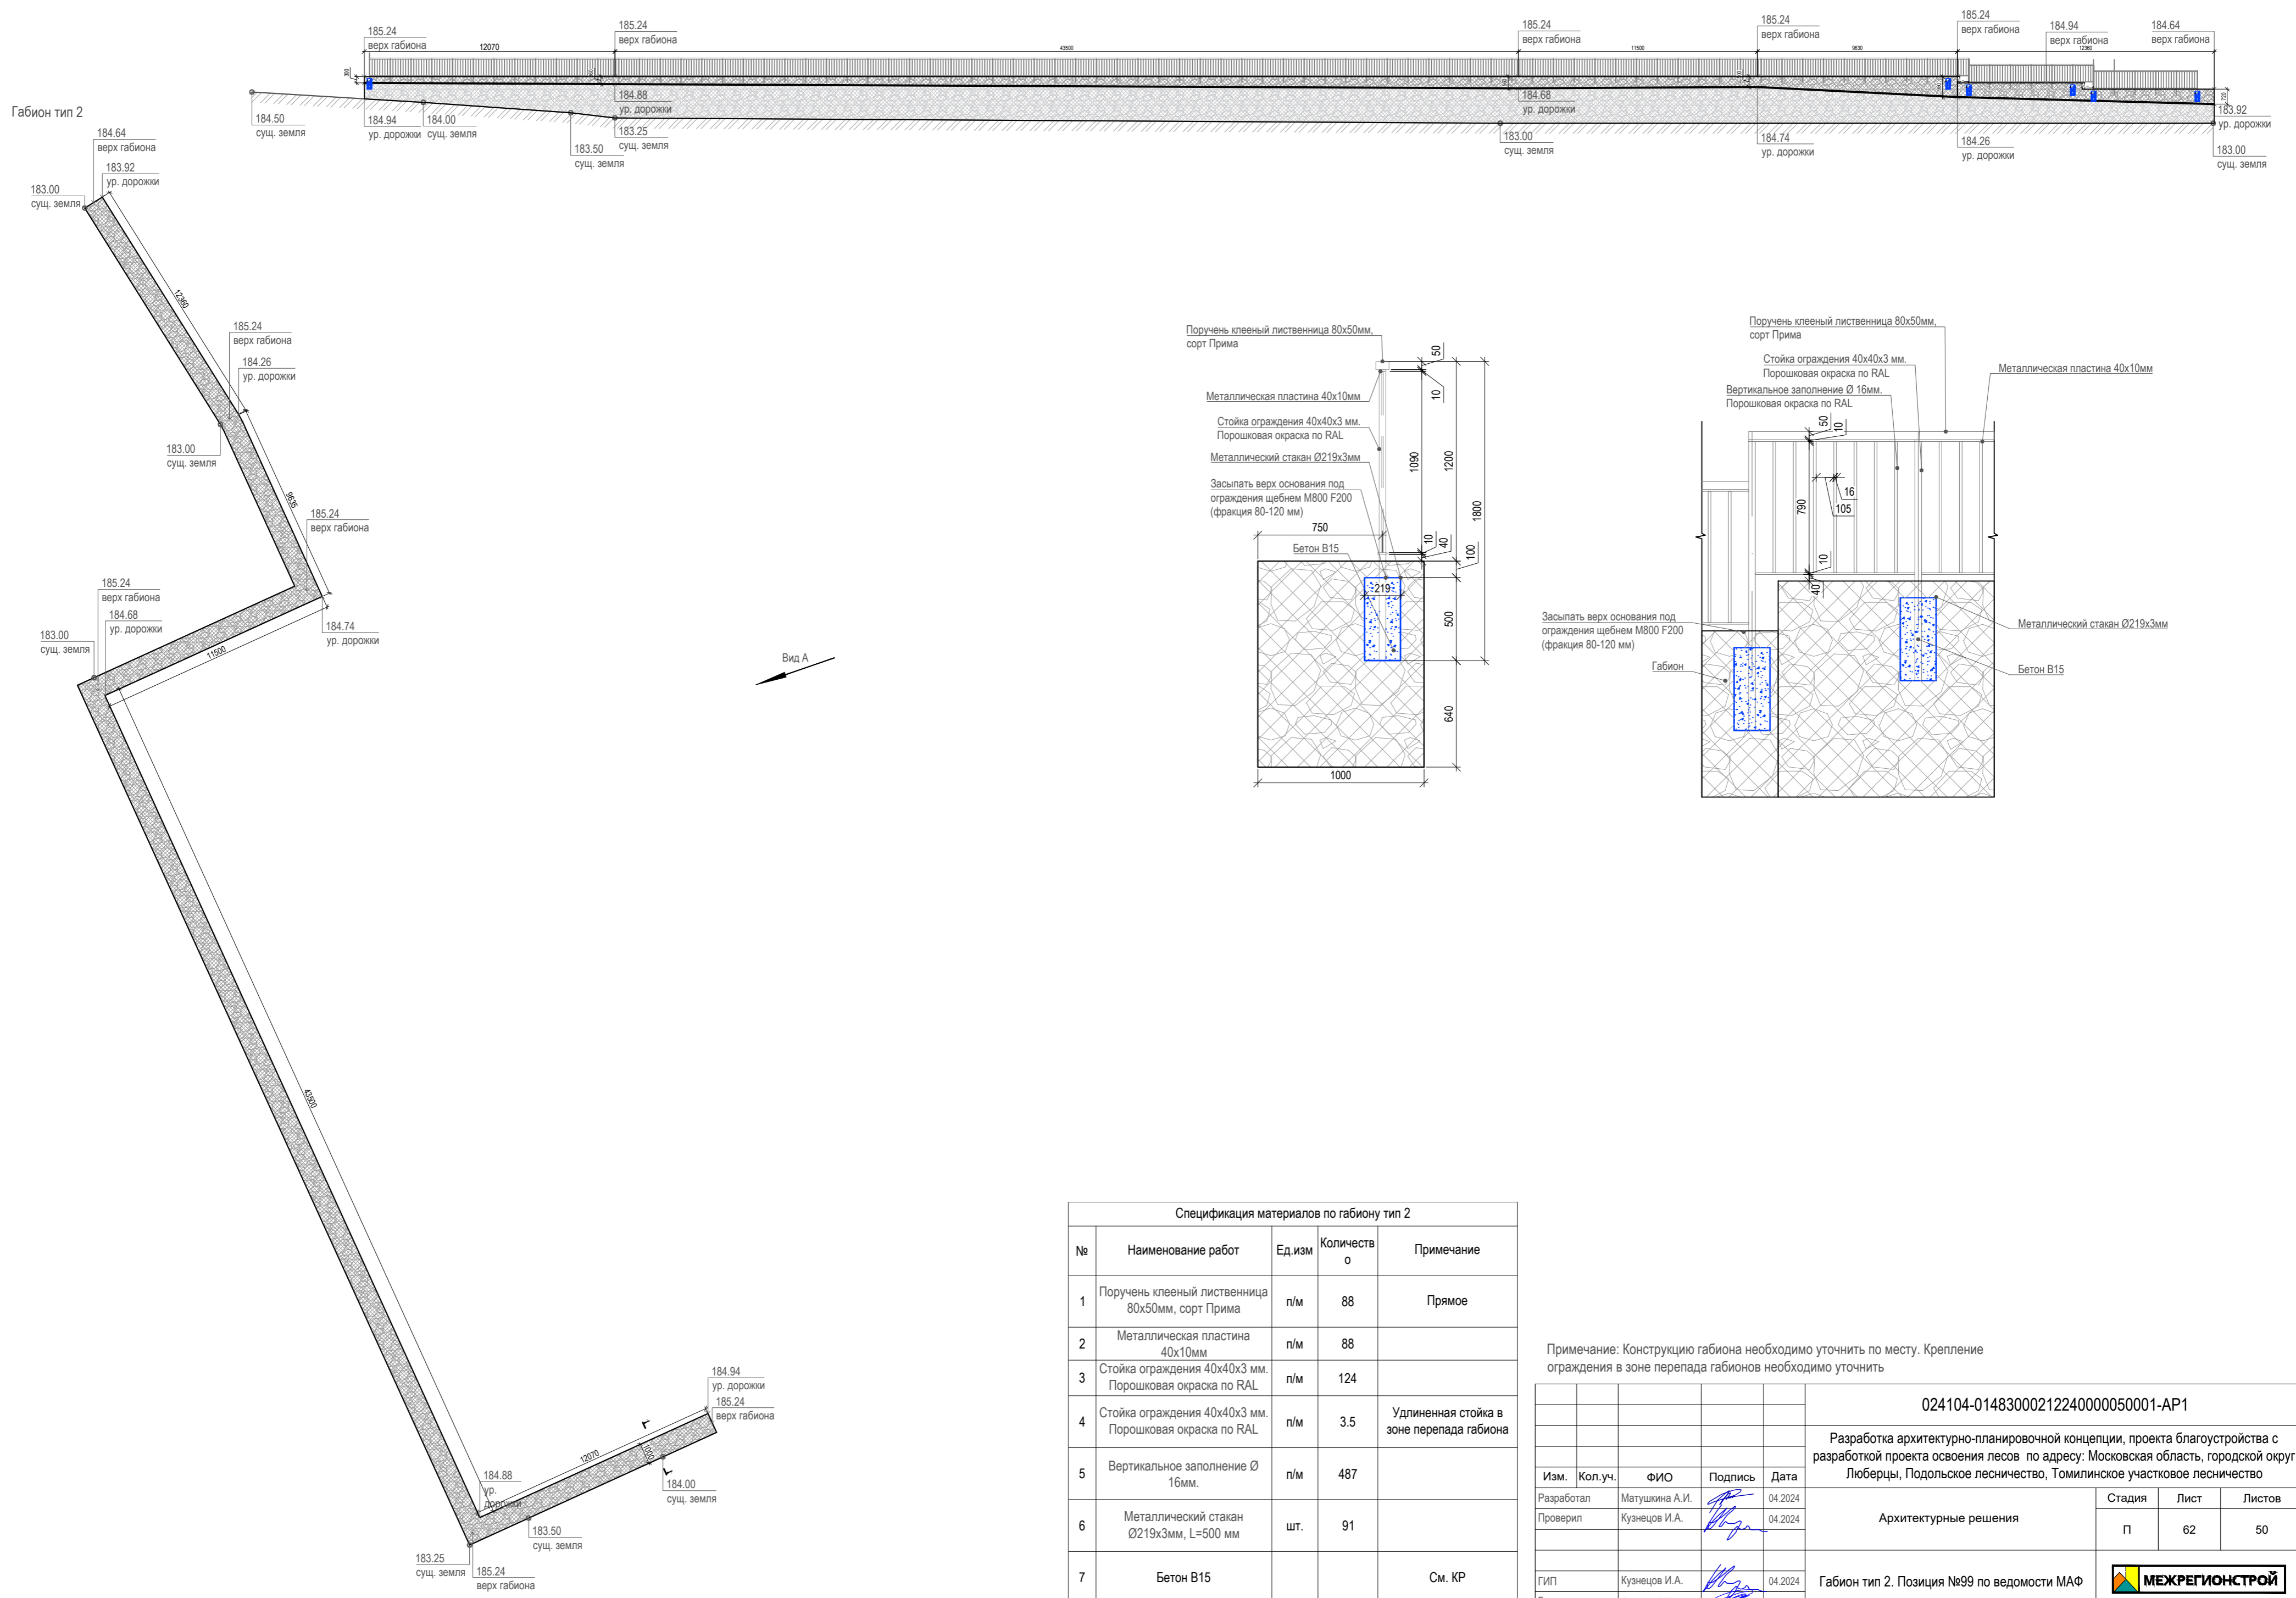 Габион тип 2
185.24
верх габиона
12070
185.24
верх габиона
43500
185.24
верх габиона
11500
185.24
верх габиона
9630
185.24
верх габиона
184.94
верх габиона
12360
184.64
верх габиона
300
720
184.50
сущ. земля
184.94
ур. дорожки
184.00
сущ. земля
183.50
сущ. земля
184.88
ур. дорожки
183.25
сущ. земля
184.68
ур. дорожки
183.00
сущ. земля
184.74
ур. дорожки
184.26
ур. дорожки
183.92
ур. дорожки
183.00
сущ. земля
184.64
верх габиона
183.92
ур. дорожки
183.00
сущ. земля
12360
185.24
верх габиона
184.26
ур. дорожки
183.00
сущ. земля
9635
185.24
верх габиона
185.24
верх габиона
184.68
ур. дорожки
183.00
сущ. земля
184.74
ур. дорожки
11500
Вид А
43500
184.94
ур. дорожки
185.24
верх габиона
12070
1000
184.88
ур.
дорожки
184.00
сущ. земля
183.50
сущ. земля
183.25
сущ. земля
185.24
верх габиона
Поручень клееный лиственница 80х50мм,
сорт Прима
Металлическая пластина 40х10мм
Стойка ограждения 40х40х3 мм.
Порошковая окраска по RAL
Металлический стакан Ø219х3мм
Засыпать верх основания под
ограждения щебнем М800 F200
(фракция 80-120 мм)
750
Бетон В15
219
50
10
1090
1200
1800
10
40
100
500
640
1000
Поручень клееный лиственница 80х50мм,
сорт Прима
Стойка ограждения 40х40х3 мм.
Порошковая окраска по RAL
Вертикальное заполнение Ø 16мм.
Порошковая окраска по RAL
Металлическая пластина 40х10мм
50
10
790
16
105
10
40
Засыпать верх основания под
ограждения щебнем М800 F200
(фракция 80-120 мм)
Габион
Металлический стакан Ø219х3мм
Бетон В15
Спецификация материалов по габиону тип 2
№ Наименование работ Ед.изм Количеств
о Примечание
1 Поручень клееный лиственница
80х50мм, сорт Прима п/м 88 Прямое
2 Металлическая пластина
40х10мм п/м 88
3 Стойка ограждения 40х40х3 мм.
Порошковая окраска по RAL п/м 124
4 Стойка ограждения 40х40х3 мм.
Порошковая окраска по RAL п/м 3.5 Удлиненная стойка в
зоне перепада габиона
5 Вертикальное заполнение Ø
16мм. п/м 487
6 Металлический стакан
Ø219х3мм, L=500 мм шт. 91
7 Бетон В15 См. КР
Примечание: Конструкцию габиона необходимо уточнить по месту. Крепление
ограждения в зоне перепада габионов необходимо уточнить
024104-01483000212240000050001-АР1
Разработка архитектурно-планировочной концепции, проекта благоустройства с
разработкой проекта освоения лесов по адресу: Московская область, городской округ
Люберцы, Подольское лесничество, Томилинское участковое лесничество
Изм. Кол.уч. ФИО Подпись Дата
Разработал Матушкина А.И. 04.2024
Проверил Кузнецов И.А. 04.2024
Архитектурные решения
Стадия Лист Листов
П 62 50
ГИП Кузнецов И.А. 04.2024
Габион тип 2. Позиция №99 по ведомости МАФ
МЕЖРЕГИОНСТРОЙ